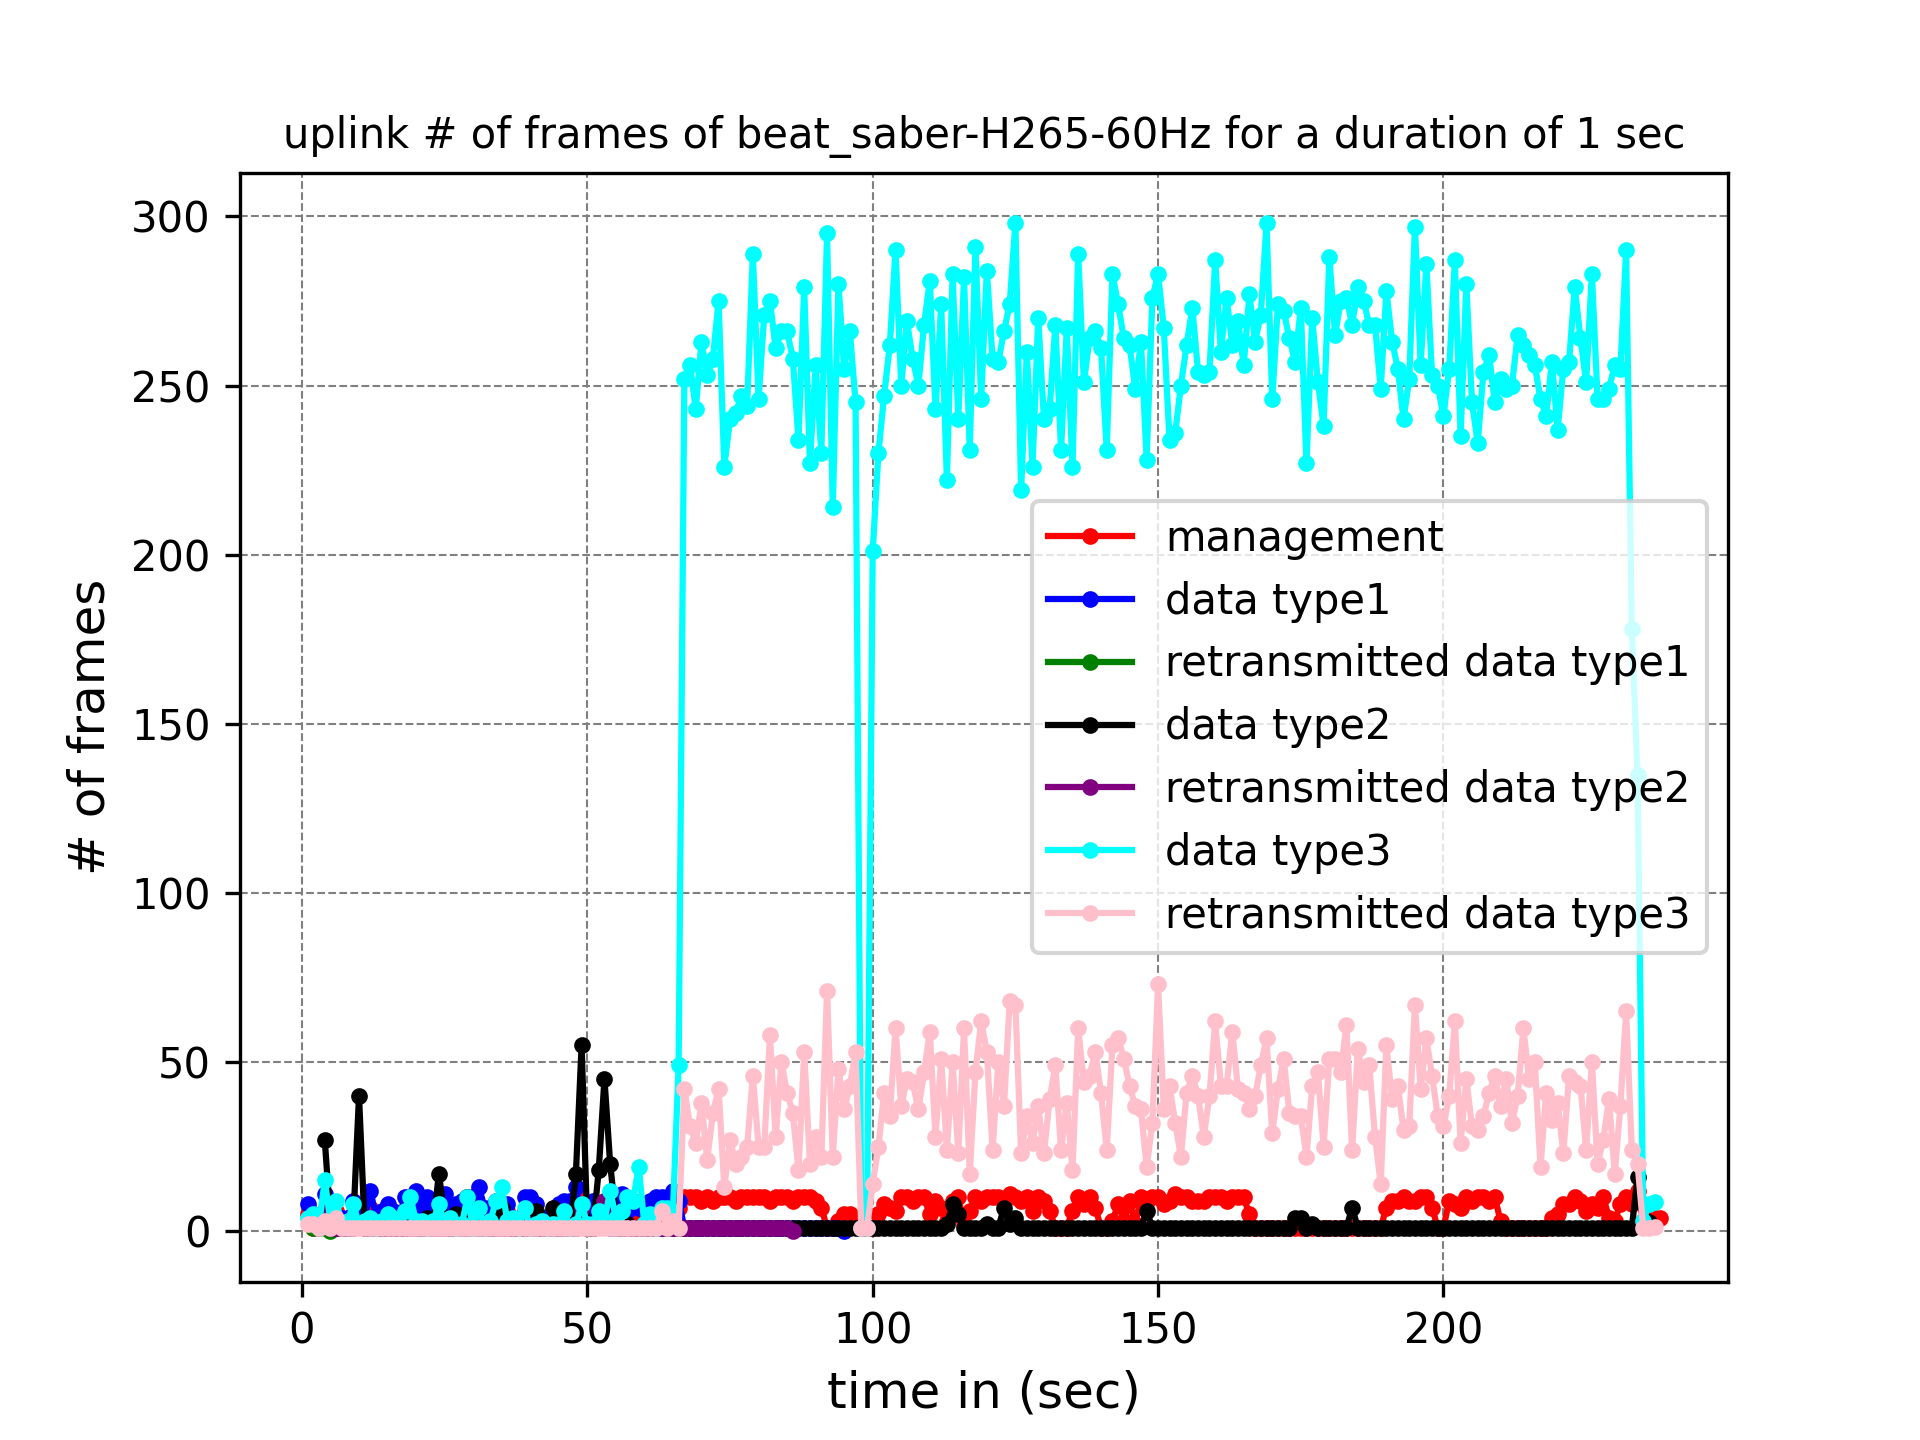 uplink # of frames of beat_saber-H265-60Hz for a duration of 1 sec
300
250
200
150
100
50
0
# of frames
management
data type1
retransmitted data type1
data type2
retransmitted data type2
data type3
retransmitted data type3
0 50 100 150 200
time in (sec)